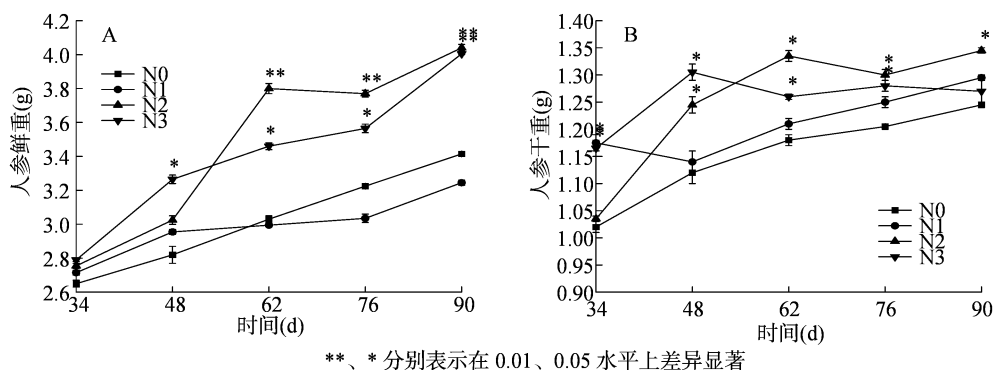 A
人参鲜重(g)
4.2
4.0
3.8
3.6
3.4
3.2
3.0
2.8
2.6
N0
N1
N2
N3
*
**
*
**
*
**
**
34 48 62 76 90
时间(d)
B
人参干重(g)
1.40
1.35
1.30
1.25
1.20
1.15
1.10
1.05
1.00
0.95
0.90
*
*
*
*
*
*
*
*
*
N0
N1
N2
N3
34 48 62 76 90
时间(d)
**、* 分别表示在 0.01、0.05 水平上差异显著